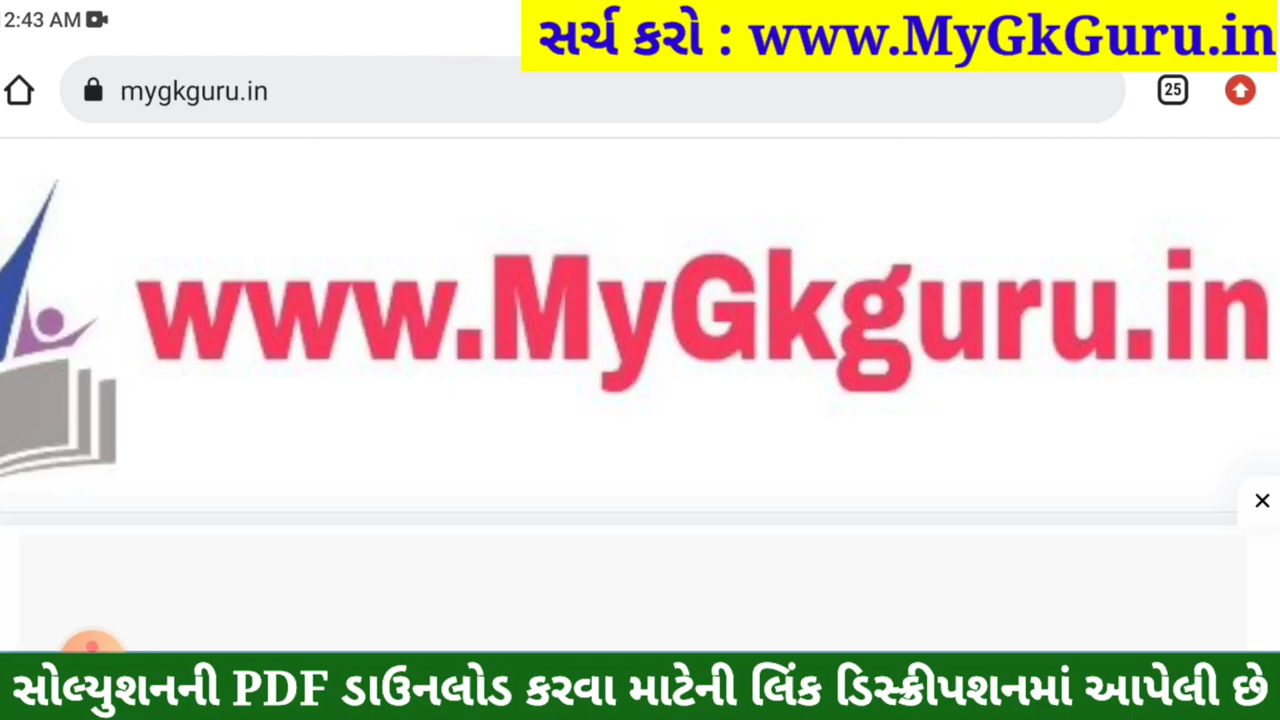 2:43 AM
સર્ચ કરો : www.MyGkGuru.in
mygkguru.in
25
www.MyGkguru.in
સોલ્યુશનની PDF ડાઉનલોડ કરવા માટેની લિંક ડિસ્ક્રીપશનમાં આપેલી છે